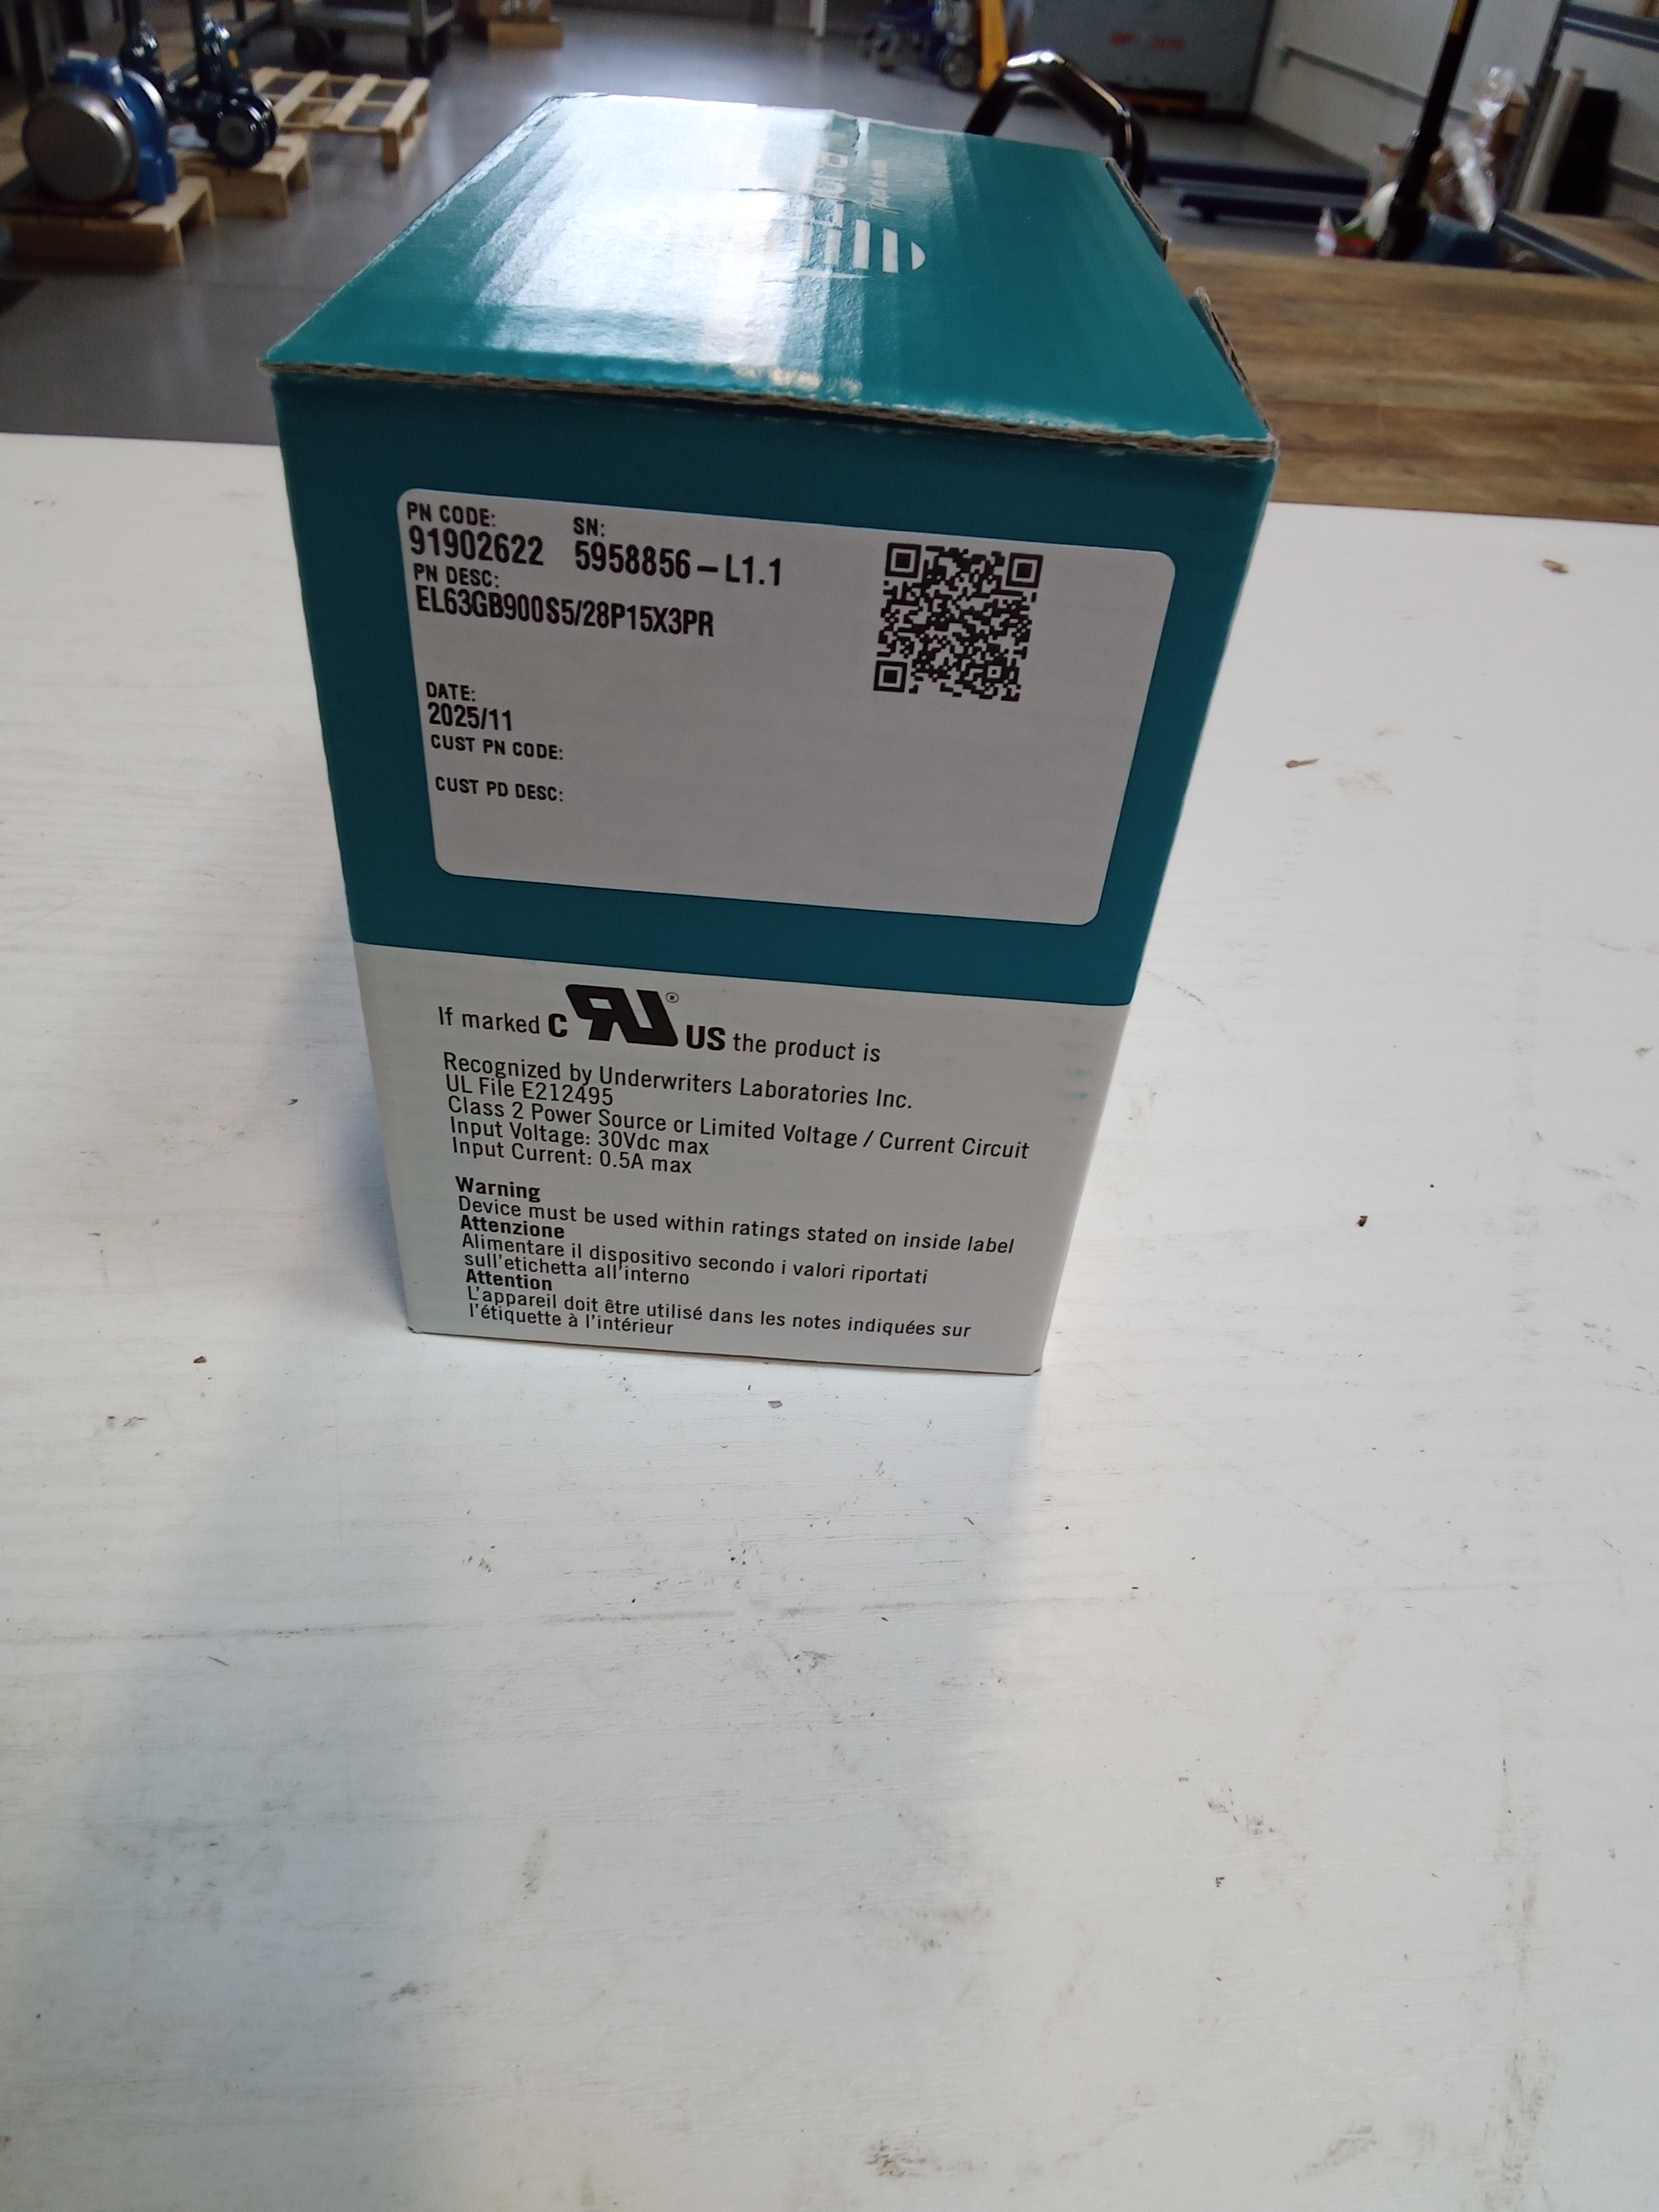 PN CODE: SN:
91902622 5958856-L1.1
PN DESC:
EL63GB900S5/28P15X3PR
DATE:
2025/11
CUST PN CODE:
CUST PD DESC:
If marked C RU® US the product is
Recognized by Underwriters Laboratories Inc.
UL File E212495
Class 2 Power Source or Limited Voltage / Current Circuit
Input Voltage: 30Vdc max
Input Current: 0.5A max
Warning
Device must be used within ratings stated on inside label
Attenzione
Alimentare il dispositivo secondo i valori riportati
sull'etichetta all'interno
Attention
L'appareil doit être utilisé dans les notes indiquées sur
l'étiquette à l'intérieur